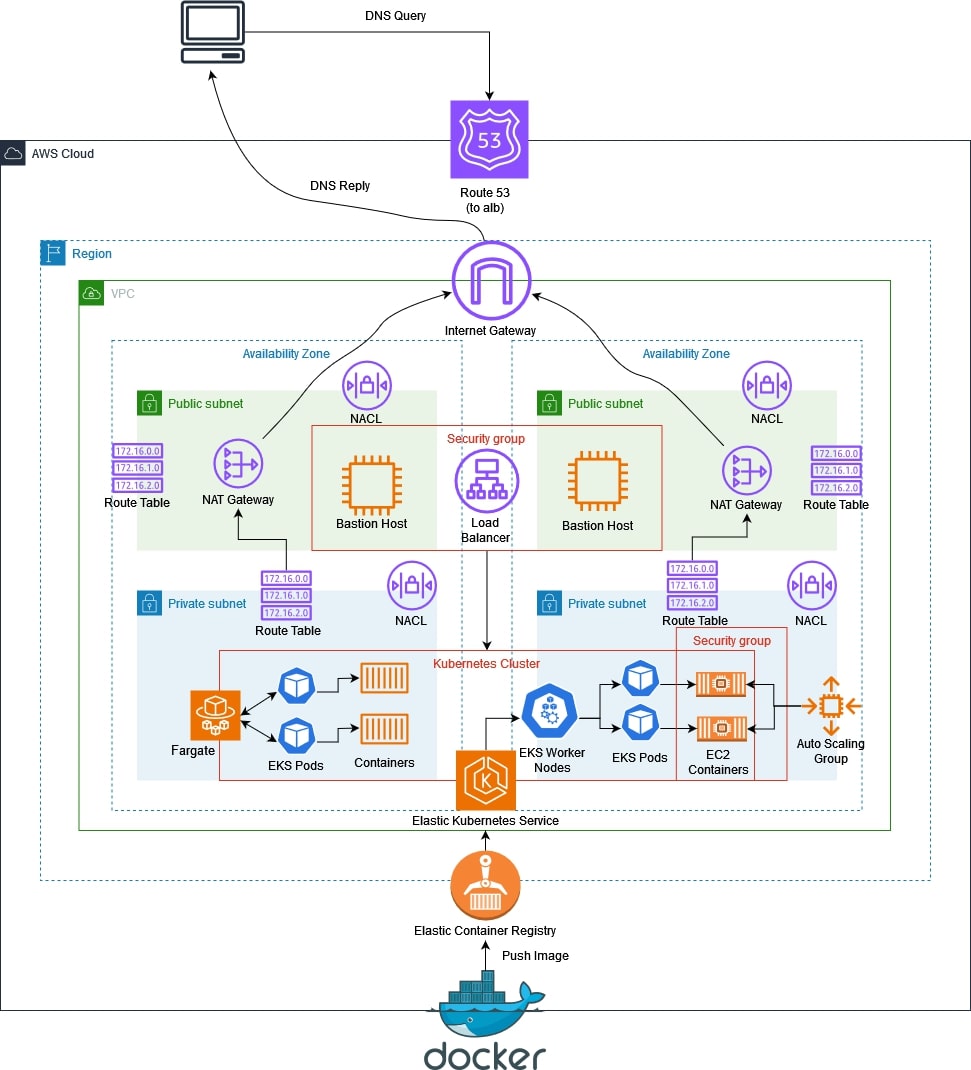 DNS Query
53
AWS Cloud
Route 53
(to alb)
DNS Reply
Region
VPC
Internet Gateway
Availability Zone
Availability Zone
NACL
NACL
Public subnet
Public subnet
Security group
172.16.0.0
172.16.1.0
172.16.2.0
Route Table
NAT Gateway
Bastion Host
Load
Balancer
Bastion Host
NAT Gateway
172.16.0.0
172.16.1.0
172.16.2.0
Route Table
172.16.0.0
172.16.1.0
172.16.2.0
Route Table
NACL
172.16.0.0
172.16.1.0
172.16.2.0
Route Table
NACL
Private subnet
Private subnet
Security group
Kubernetes Cluster
Fargate
EKS Pods
Containers
K
EKS Worker
Nodes
EKS Pods
EC2
Containers
Auto Scaling
Group
Elastic Kubernetes Service
Elastic Container Registry
Push Image
docker